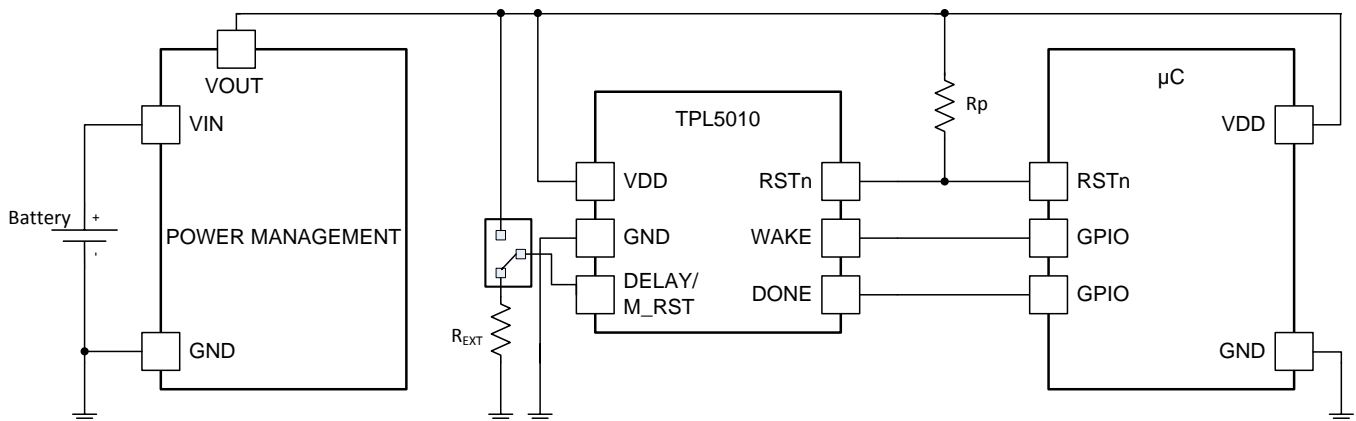 VOUT
VIN
Battery
+
-
POWER MANAGEMENT
GND
R_EXT
TPL5010
VDD
GND
DELAY/
M_RST
RSTn
WAKE
DONE
Rp
µC
VDD
RSTn
GPIO
GPIO
GND